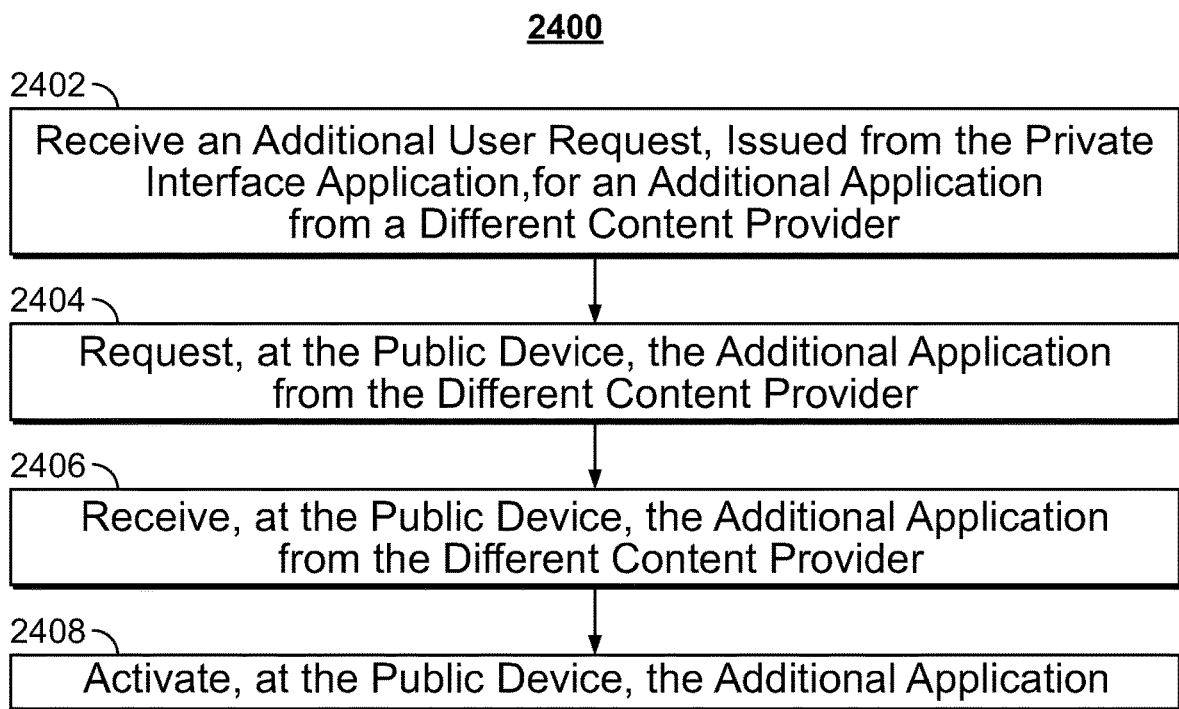 2400
2402
Receive an Additional User Request, Issued from the Private
Interface Application,for an Additional Application
from a Different Content Provider
2404
Request, at the Public Device, the Additional Application
from the Different Content Provider
2406
Receive, at the Public Device, the Additional Application
from the Different Content Provider
2408
Activate, at the Public Device, the Additional Application